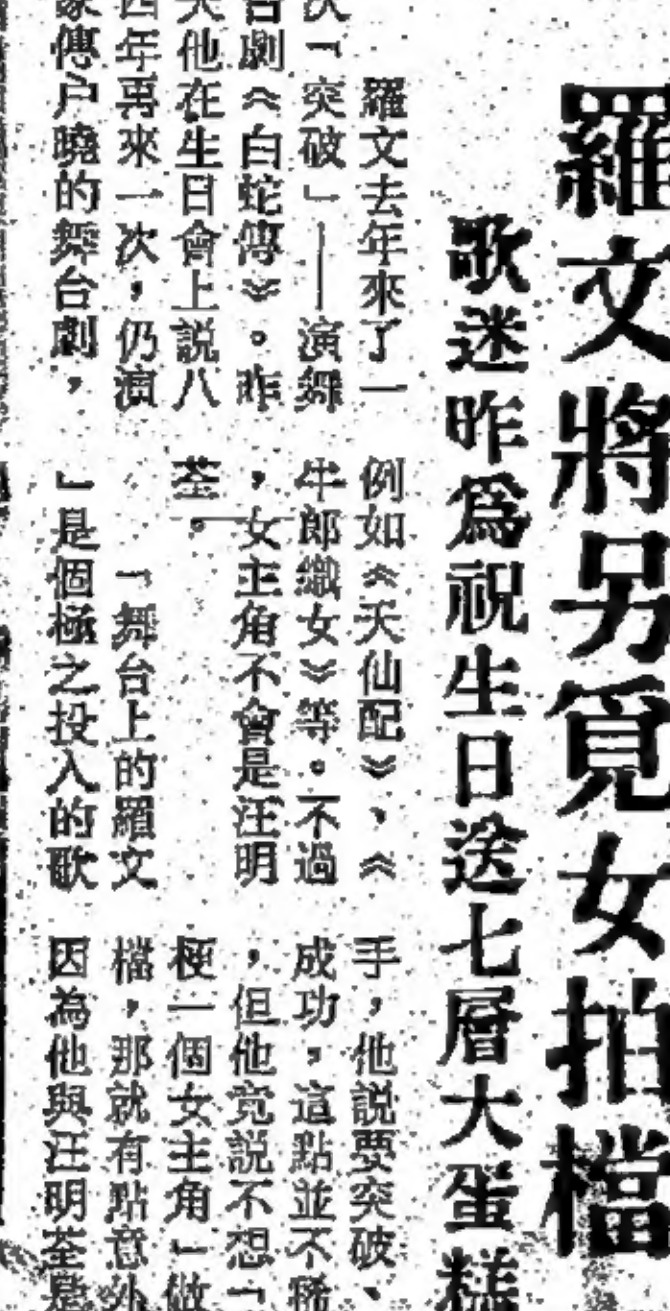 羅文將另覓女拍檔
歌迷昨為祝生日送七層大蛋糕
羅文去年來了一
次「突破」——演舞
台劇《白蛇傳》。昨
天他在生日會上説八
四年再來一次，仍演
家傳户曉的舞台劇，
例如《天仙配》、《
牛郎織女》等。不過
，女主角不會是汪明
荃。
「舞台上的羅文
」是個極之投入的歌
手，他説要突破、
成功，這點並不稀
，但他竟説不想「
極一個女主角」做
檔，那就有點意外
因為他與汪明荃是